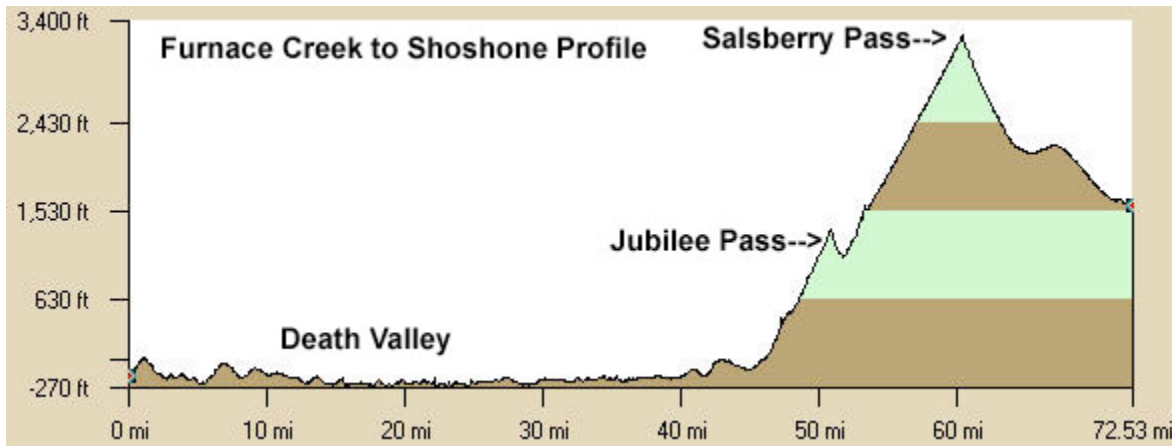 3,400 ft
Furnace Creek to Shoshone Profile
Salsberry Pass-->
2,430 ft
1,530 ft
Jubilee Pass-->
630 ft
Death Valley
-270 ft
0 mi 10 mi 20 mi 30 mi 40 mi 50 mi 60 mi 72.53 mi